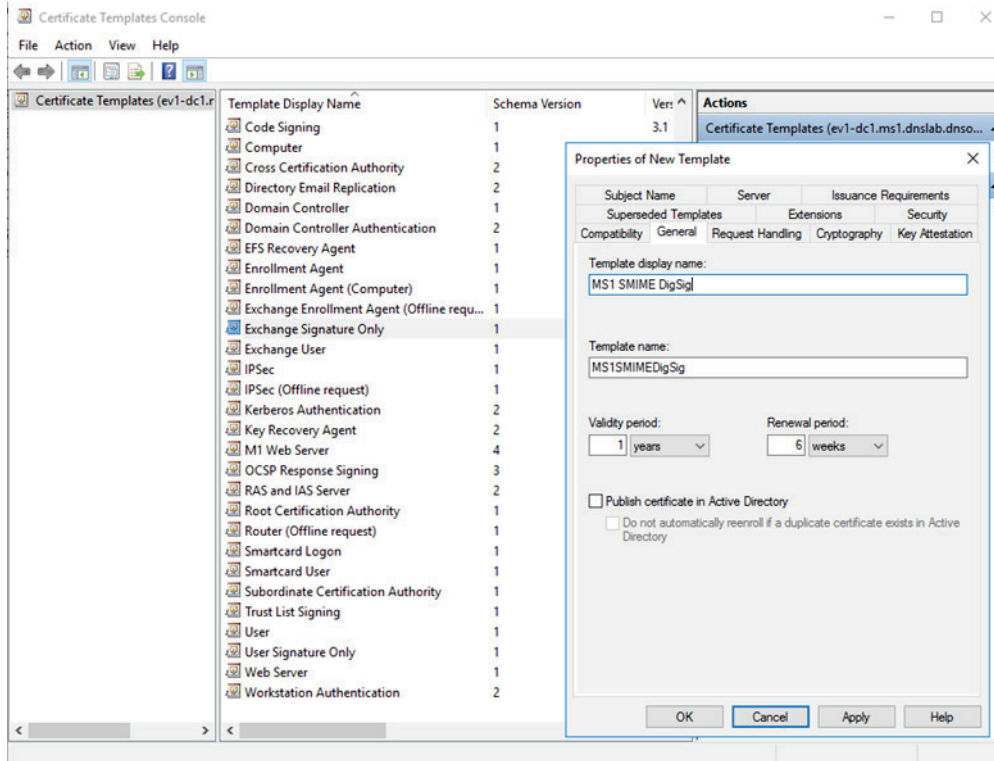 Certificate Templates Console
File Action View Help
Certificate Templates (ev1-dc1.r
Template Display Name Schema Version Vers
Code Signing 1 3.1
Computer 1
Cross Certification Authority 2
Directory Email Replication 2
Domain Controller 1
Domain Controller Authentication 2
EFS Recovery Agent 1
Enrollment Agent 1
Enrollment Agent (Computer) 1
Exchange Enrollment Agent (Offline requ... 1
Exchange Signature Only 1
Exchange User 1
IPSec 1
IPSec (Offline request) 1
Kerberos Authentication 2
Key Recovery Agent 2
M1 Web Server 4
OCSP Response Signing 3
RAS and IAS Server 2
Root Certification Authority 1
Router (Offline request) 1
Smartcard Logon 1
Smartcard User 1
Subordinate Certification Authority 1
Trust List Signing 1
User 1
User Signature Only 1
Web Server 1
Workstation Authentication 2
Actions
Certificate Templates (ev1-dc1.ms1.dnslab.dnso...
Properties of New Template
Subject Name Server Issuance Requirements
Superseded Templates Extensions Security
Compatibility General Request Handling Cryptography Key Attestation
Template display name:
MS1 SMIME DigSig
Template name:
MS1SMIMEDigSig
Validity period: Renewal period:
1 years 6 weeks
Publish certificate in Active Directory
Do not automatically reenroll if a duplicate certificate exists in Active
Directory
OK Cancel Apply Help